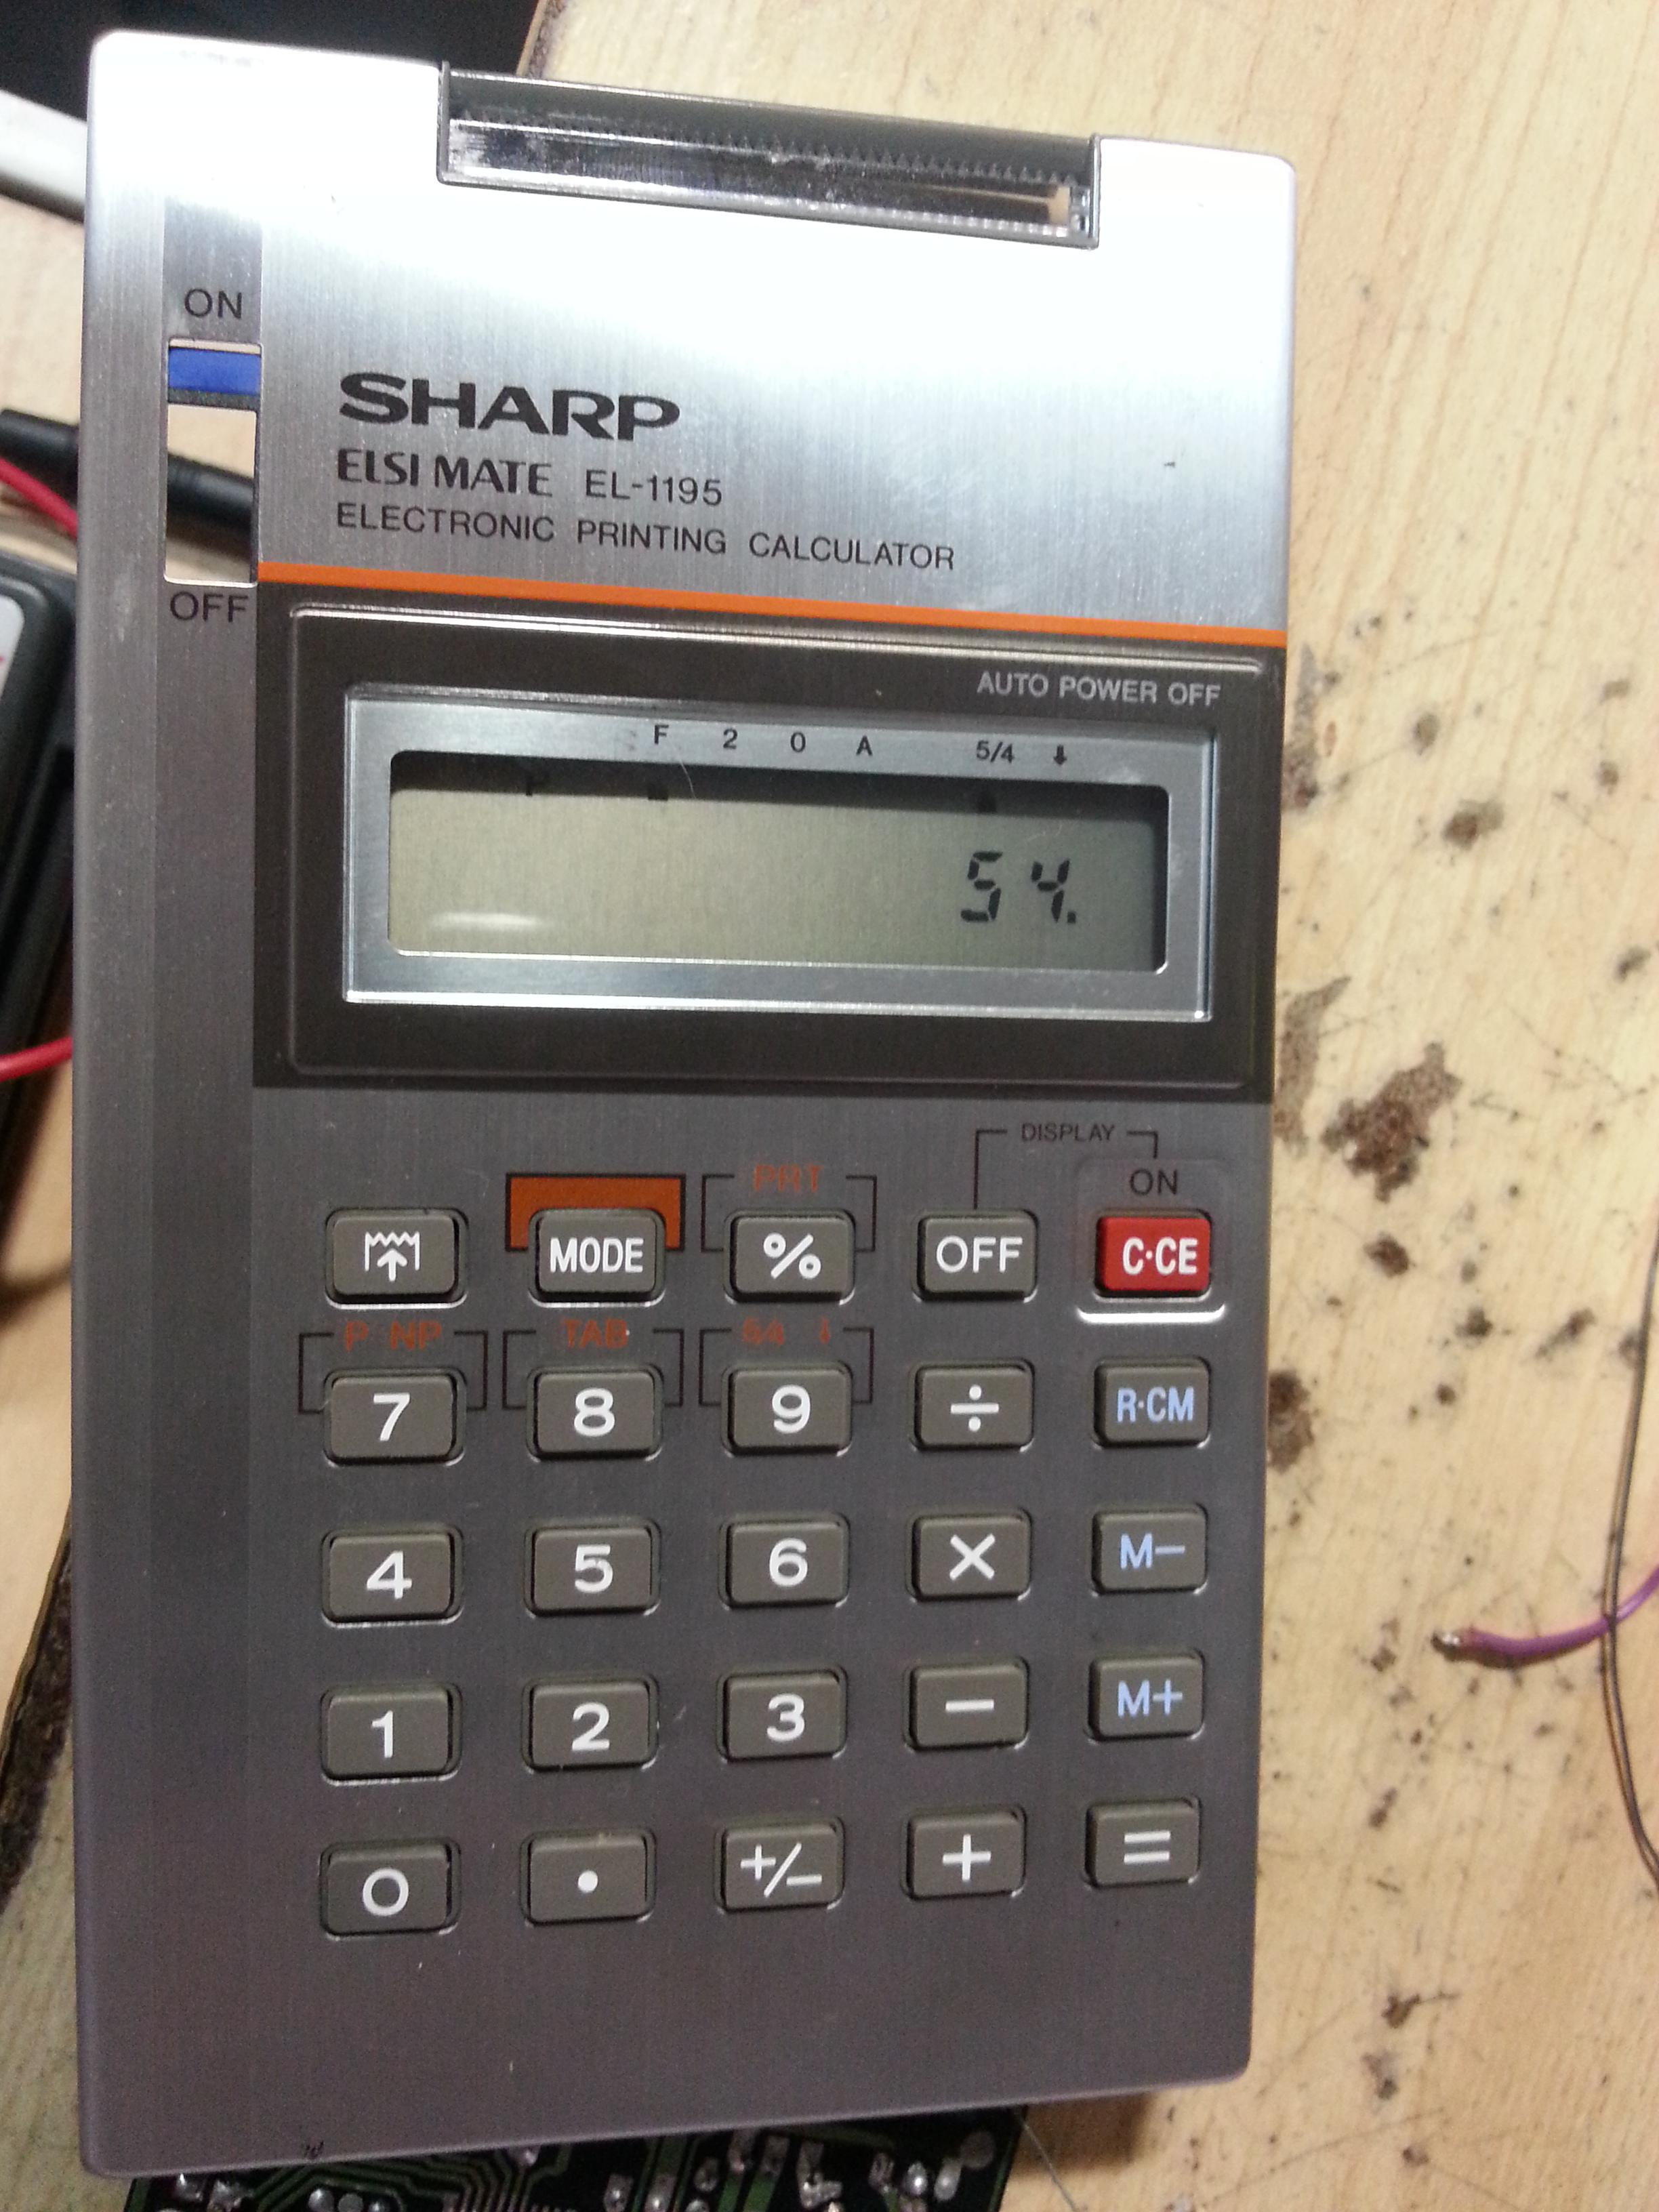 ON
SHARP
ELSI MATE EL-1195
ELECTRONIC PRINTING CALCULATOR
OFF
AUTO POWER OFF
F 2 0 A 5/4 ↓
P
54.
DISPLAY
PRT ON
MODE % OFF C·CE
P NP TAB 5/4 ↓
7 8 9 ÷ R·CM
4 5 6 × M−
1 2 3 − M+
0 • +/− + =